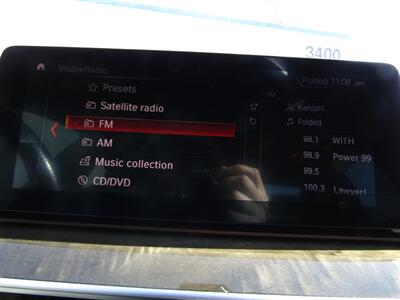 3400
Media/Radio
Folded 11:08 am
Presets
Satellite radio
FM
AM
Music collection
CD/DVD
FM
Kehlani
Folded
98.1 WITH
98.9 Power 99
99.5
100.3 Lawyer!